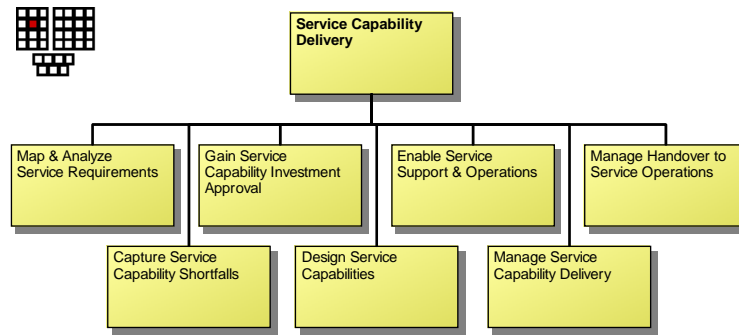 Service Capability
Delivery
Map & Analyze
Service Requirements
Gain Service
Capability Investment
Approval
Enable Service
Support & Operations
Manage Handover to
Service Operations
Capture Service
Capability Shortfalls
Design Service
Capabilities
Manage Service
Capability Delivery